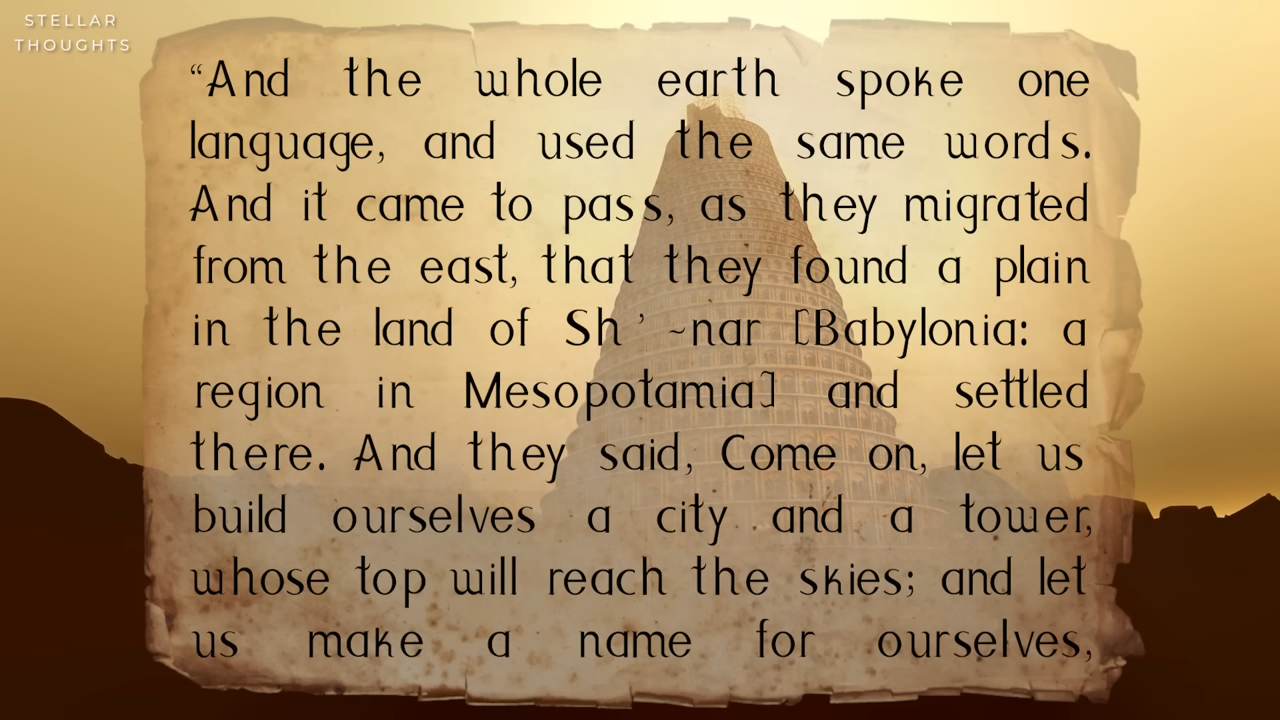 STELLAR
THOUGHTS
“And the whole earth spoke one
language, and used the same words.
And it came to pass, as they migrated
from the east, that they found a plain
in the land of Sh’~nar [Babylonia: a
region in Mesopotamia] and settled
there. And they said, Come on, let us
build ourselves a city and a tower,
whose top will reach the skies; and let
us make a name for ourselves,